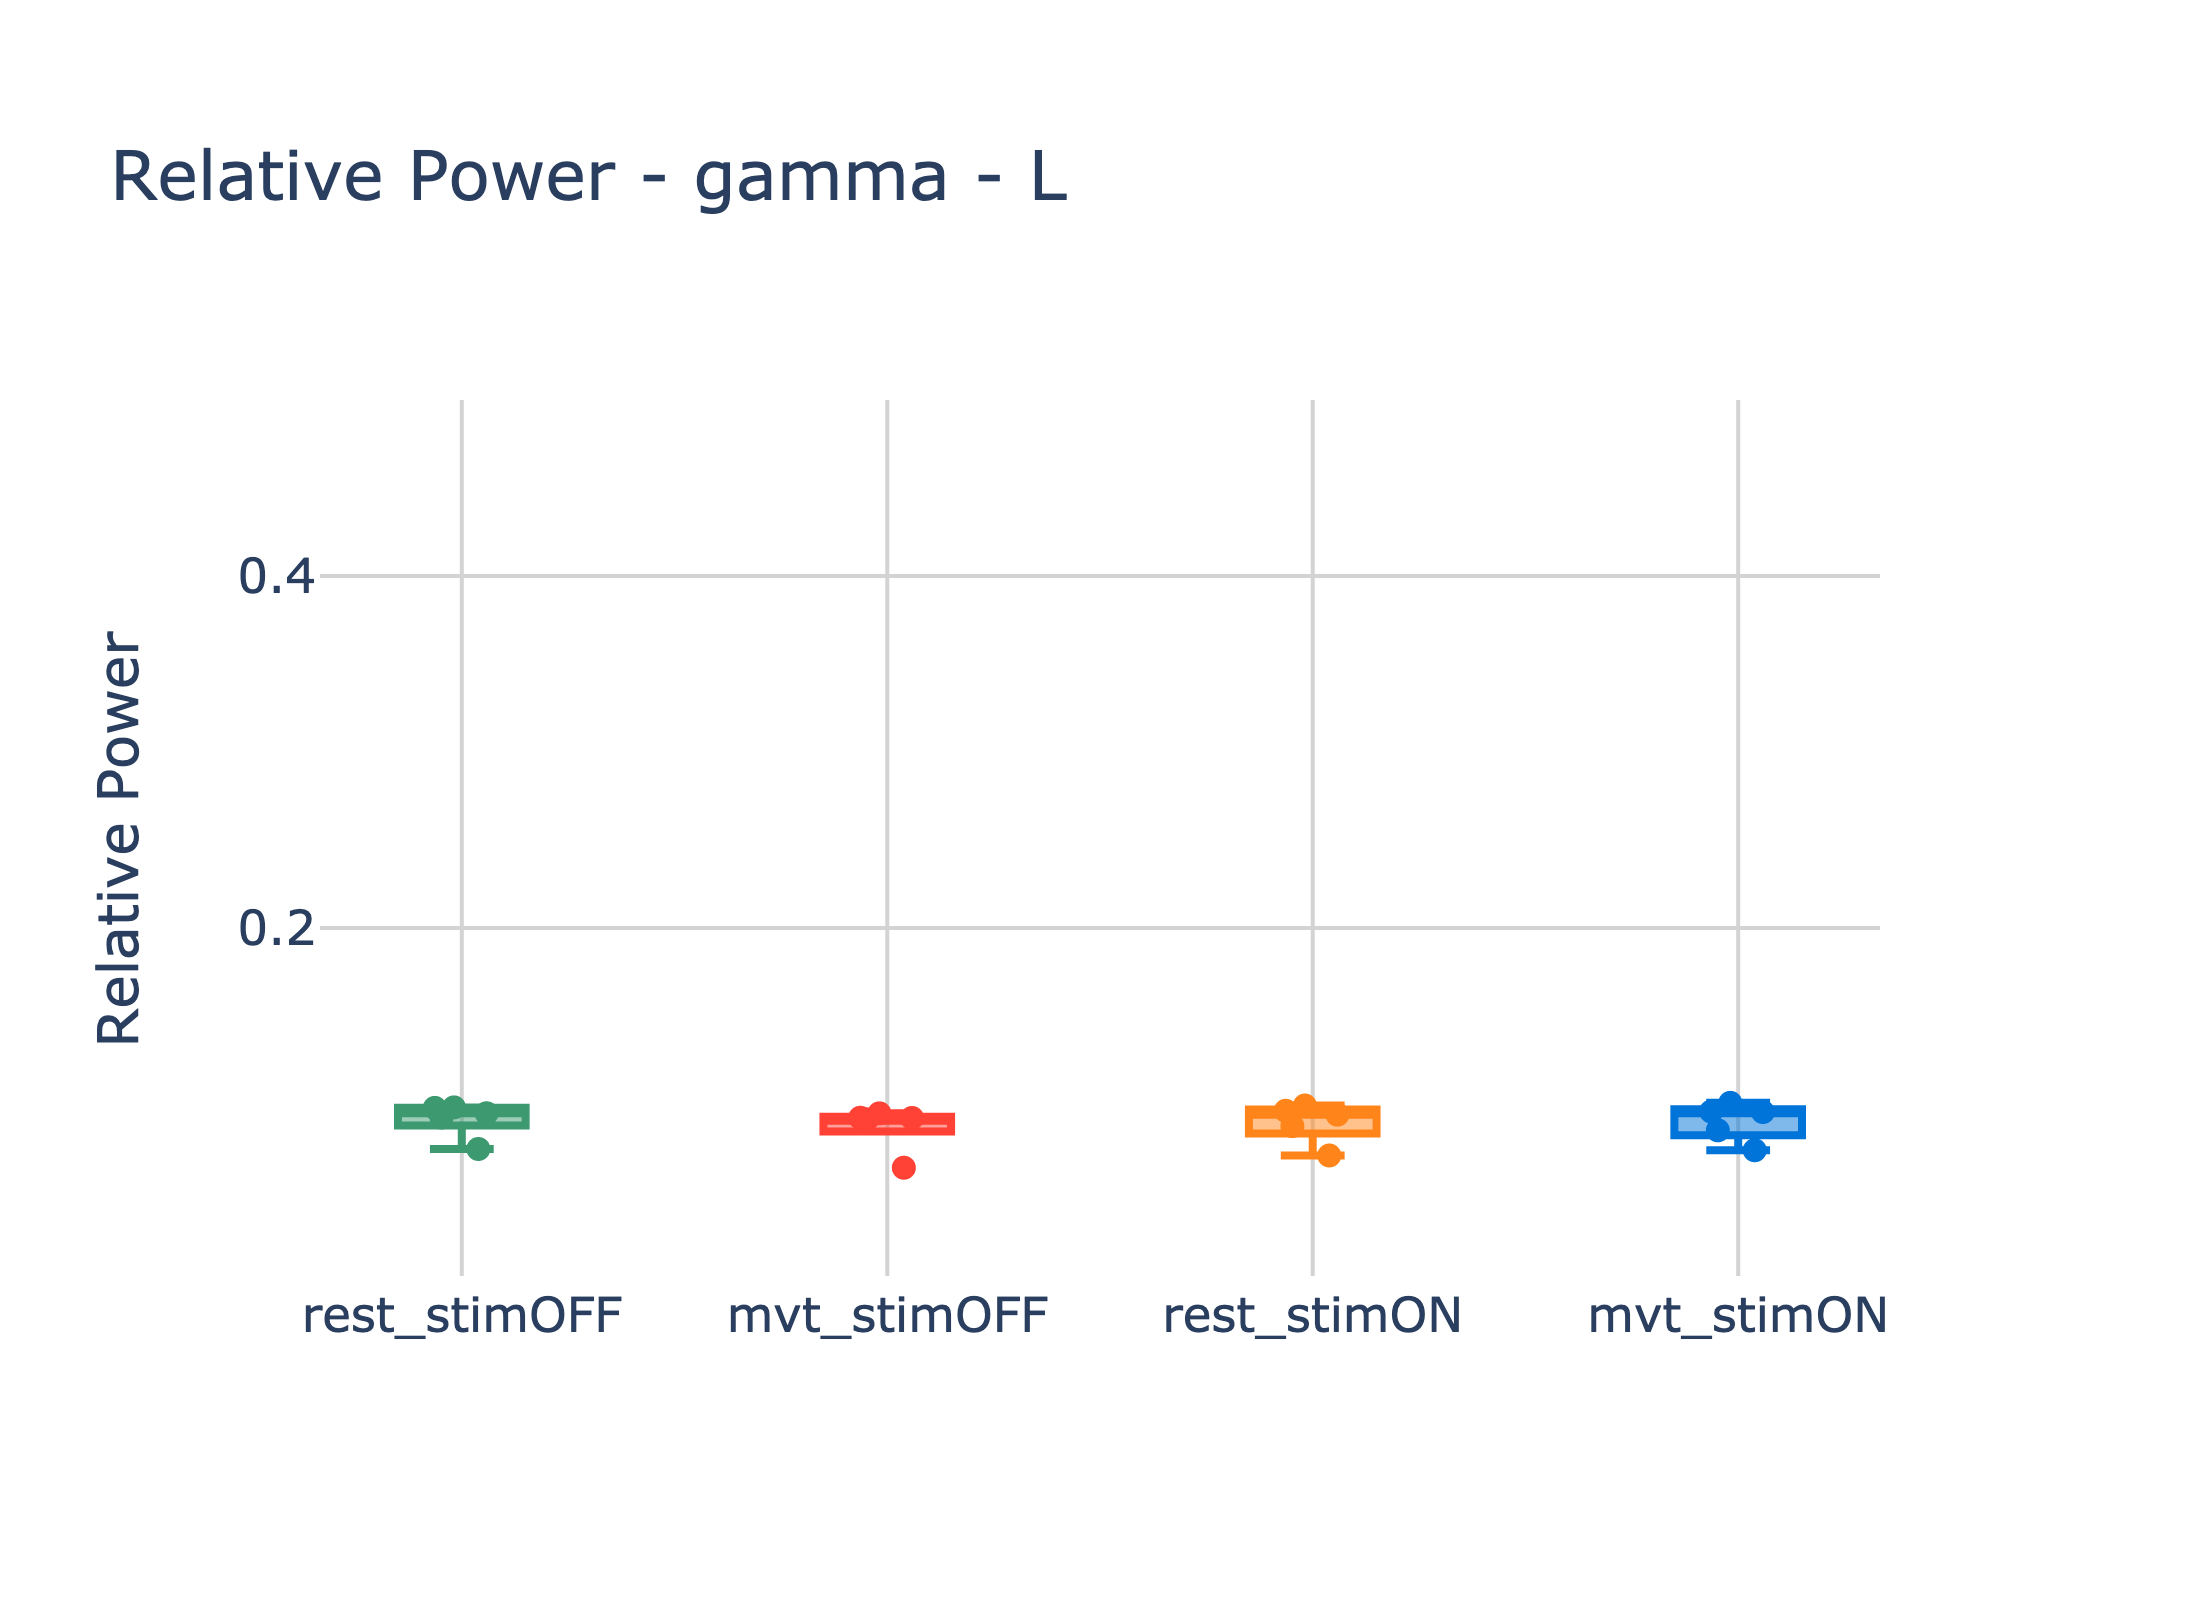 Relative Power - gamma - L
0.4
0.2
Relative Power
rest_stimOFF
mvt_stimOFF
rest_stimON
mvt_stimON